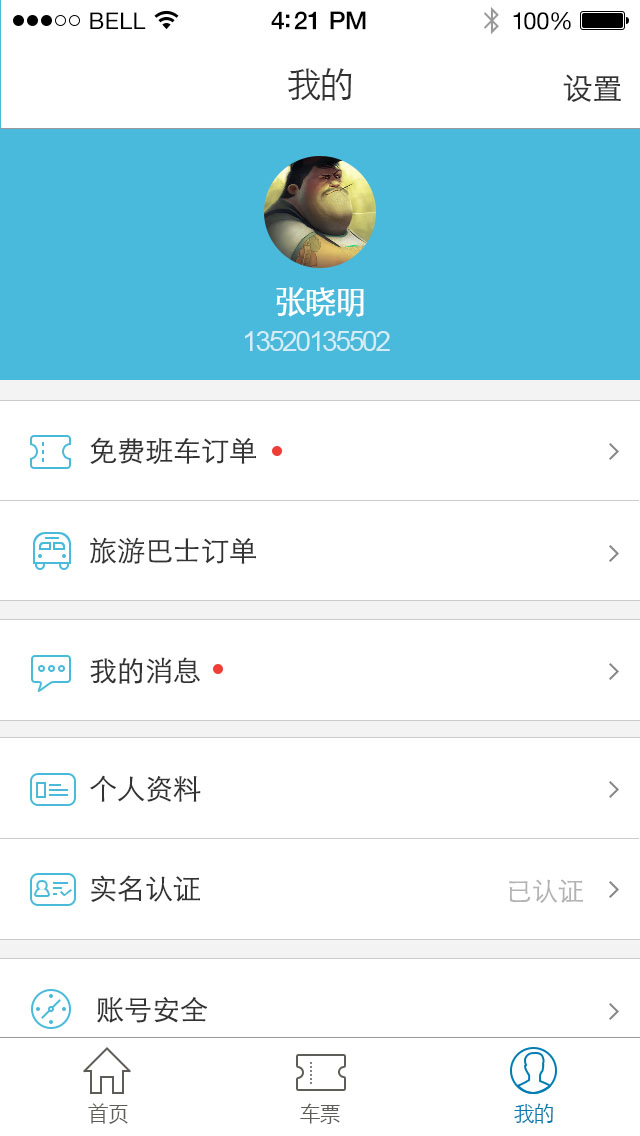 BELL 4:21 PM 100%
我的 设置
张晓明
13520135502
免费班车订单
旅游巴士订单
我的消息
个人资料
实名认证 已认证
账号安全
首页 车票 我的